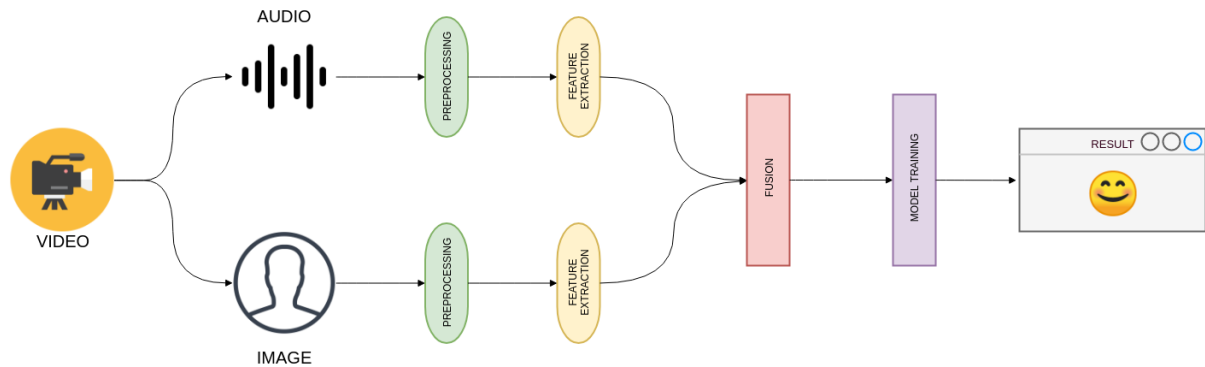 AUDIO
PREPROCESSING
FEATURE
EXTRACTION
VIDEO
IMAGE
PREPROCESSING
FEATURE
EXTRACTION
FUSION
MODEL TRAINING
RESULT